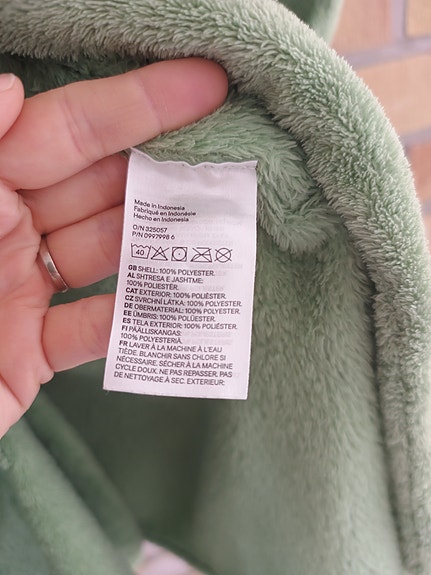 Made in Indonesia
Fabriqué en Indonésie
Hecho en Indonesia
O/N 325057
P/N 0997998 6
40
GB SHELL: 100% POLYESTER.
AL SHTRESA E JASHTME:
100% POLIESTER.
CAT EXTERIOR: 100% POLIÈSTER.
CZ SVRCHNÍ LÁTKA: 100% POLYESTER.
DE OBERMATERIAL: 100% POLYESTER.
EE ÜMBRIS: 100% POLÜESTER.
ES TELA EXTERIOR: 100% POLIÉSTER.
FI PÄÄLLISKANGAS:
100% POLYESTERIÄ.
FR LAVER À LA MACHINE À L'EAU
TIÈDE. BLANCHIR SANS CHLORE SI
NÉCESSAIRE. SÉCHER À LA MACHINE
CYCLE DOUX. NE PAS REPASSER. PAS
DE NETTOYAGE À SEC. EXTERIEUR: